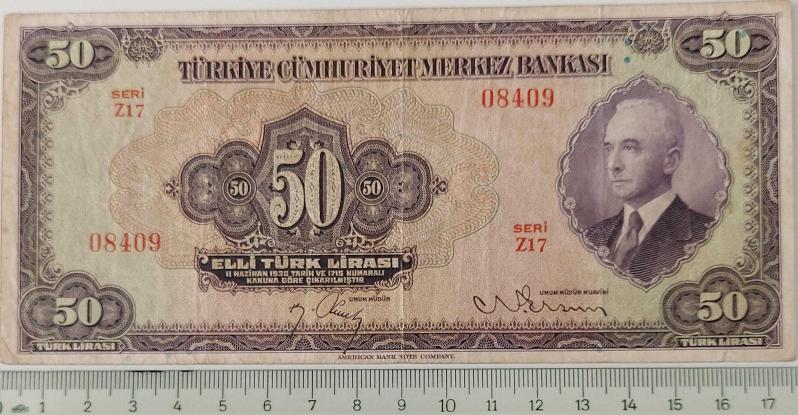 50
50
TÜRKİYE CÜMHURİYET MERKEZ BANKASI
SERİ
Z17
08409
50
50
50
SERİ
Z17
08409
ELLİ TÜRK LİRASI
11 HAZİRAN 1930 TARİH VE 1715 NUMARALI
KANUNA GÖRE ÇIKARILMIŞTIR
UMUM MÜDÜR
UMUM MÜDÜR MUAVİNİ
50
50
TÜRK LİRASI
TÜRK LİRASI
AMERICAN BANK NOTE COMPANY.
0 1 2 3 4 5 6 7 8 9 10 11 12 13 14 15 16 17